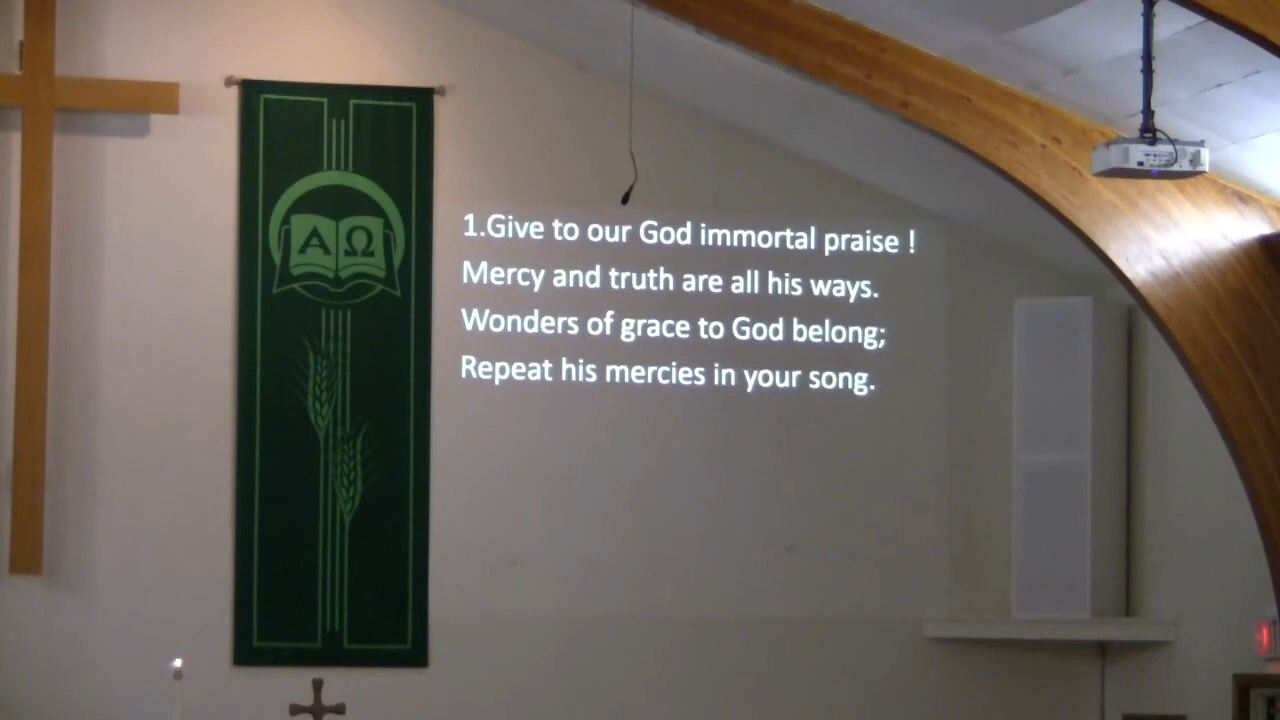 Α Ω
1.Give to our God immortal praise !
Mercy and truth are all his ways.
Wonders of grace to God belong;
Repeat his mercies in your song.